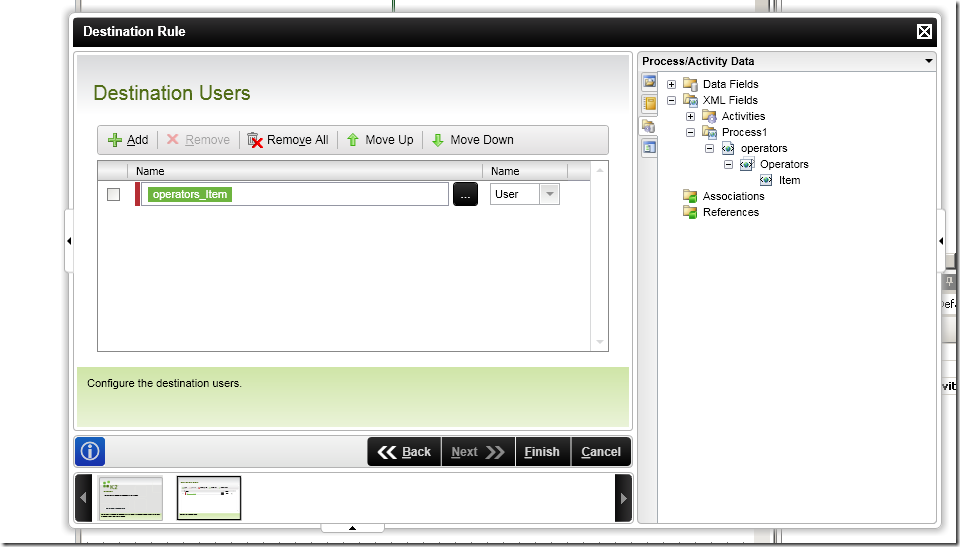 Destination Rule
Destination Users
Add Remove Remove All Move Up Move Down
Name Name
operators_Item ... User
Configure the destination users.
Back Next Finish Cancel
Process/Activity Data
Data Fields
XML Fields
Activities
Process1
operators
Operators
Item
Associations
References